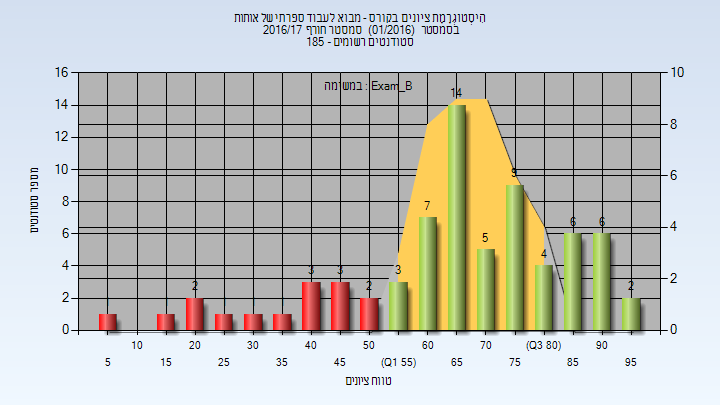 היסטוגרמת ציונים בקורס - מבוא לעבוד ספרתי של אותות
בסמסטר (01/2016) סמסטר חורף 2016/17
סטודנטים רשומים - 185
במשימה : Exam_B
16 14 12 10 8 6 4 2 0
מספר סטודנטים
10 8 6 4 2 0
2 3 3 2 3 7 14 5 9 4 6 6 2
10 20 30 40 50 60 70 (Q3 80) 90
5 15 25 35 45 (Q1 55) 65 75 85 95
טווח ציונים